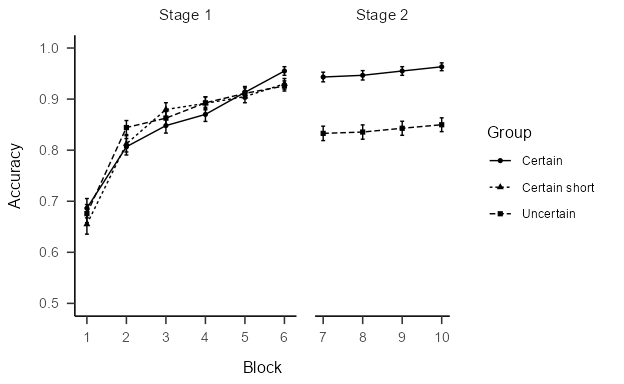 Stage 1
Stage 2
1.0
0.9
0.8
0.7
0.6
0.5
Accuracy
1 2 3 4 5 6
7 8 9 10
Block
Group
Certain
Certain short
Uncertain